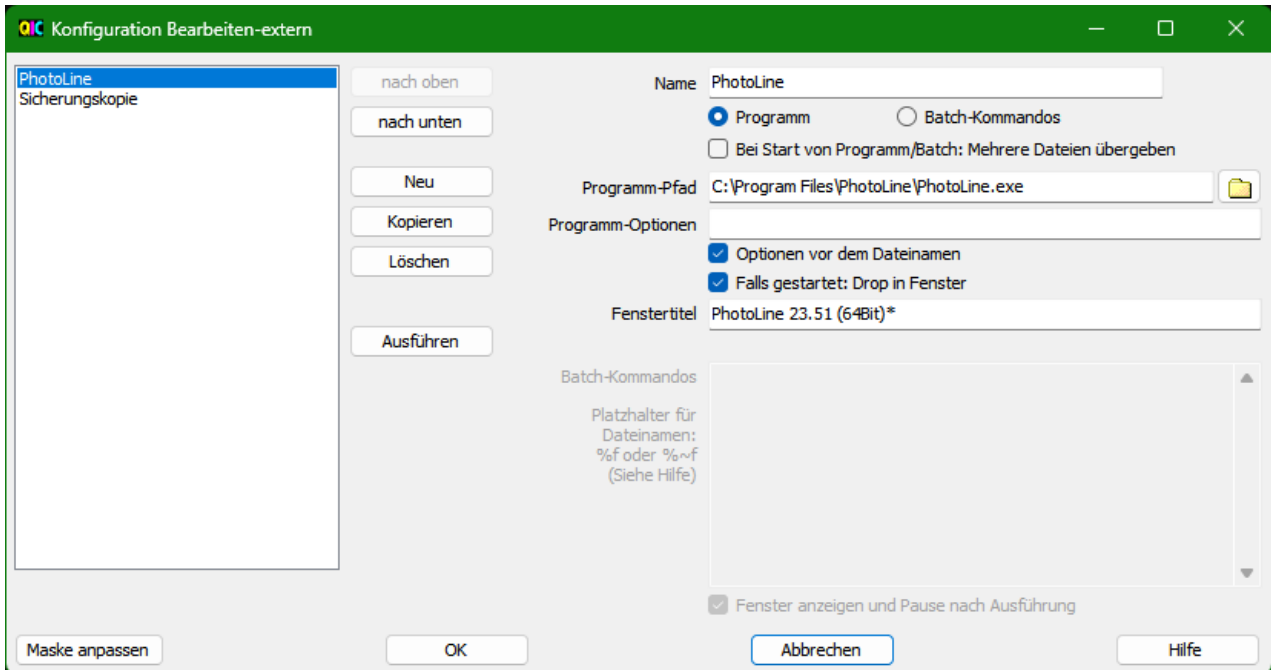 Konfiguration Bearbeiten-extern
PhotoLine
Sicherungskopie
nach oben
nach unten
Neu
Kopieren
Löschen
Ausführen
Name PhotoLine
Programm Batch-Kommandos
Bei Start von Programm/Batch: Mehrere Dateien übergeben
Programm-Pfad C:\Program Files\PhotoLine\PhotoLine.exe
Programm-Optionen
Optionen vor dem Dateinamen
Falls gestartet: Drop in Fenster
Fenstertitel PhotoLine 23.51 (64Bit)*
Batch-Kommandos
Platzhalter für
Dateinamen:
%f oder %~f
(Siehe Hilfe)
Fenster anzeigen und Pause nach Ausführung
Maske anpassen OK Abbrechen Hilfe